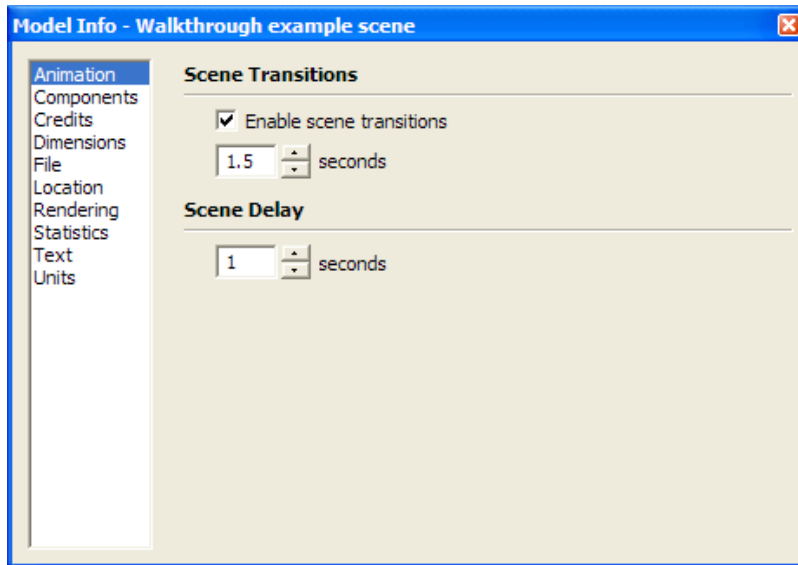 Model Info - Walkthrough example scene
Animation
Components
Credits
Dimensions
File
Location
Rendering
Statistics
Text
Units
Scene Transitions
Enable scene transitions
1.5 seconds
Scene Delay
1 seconds